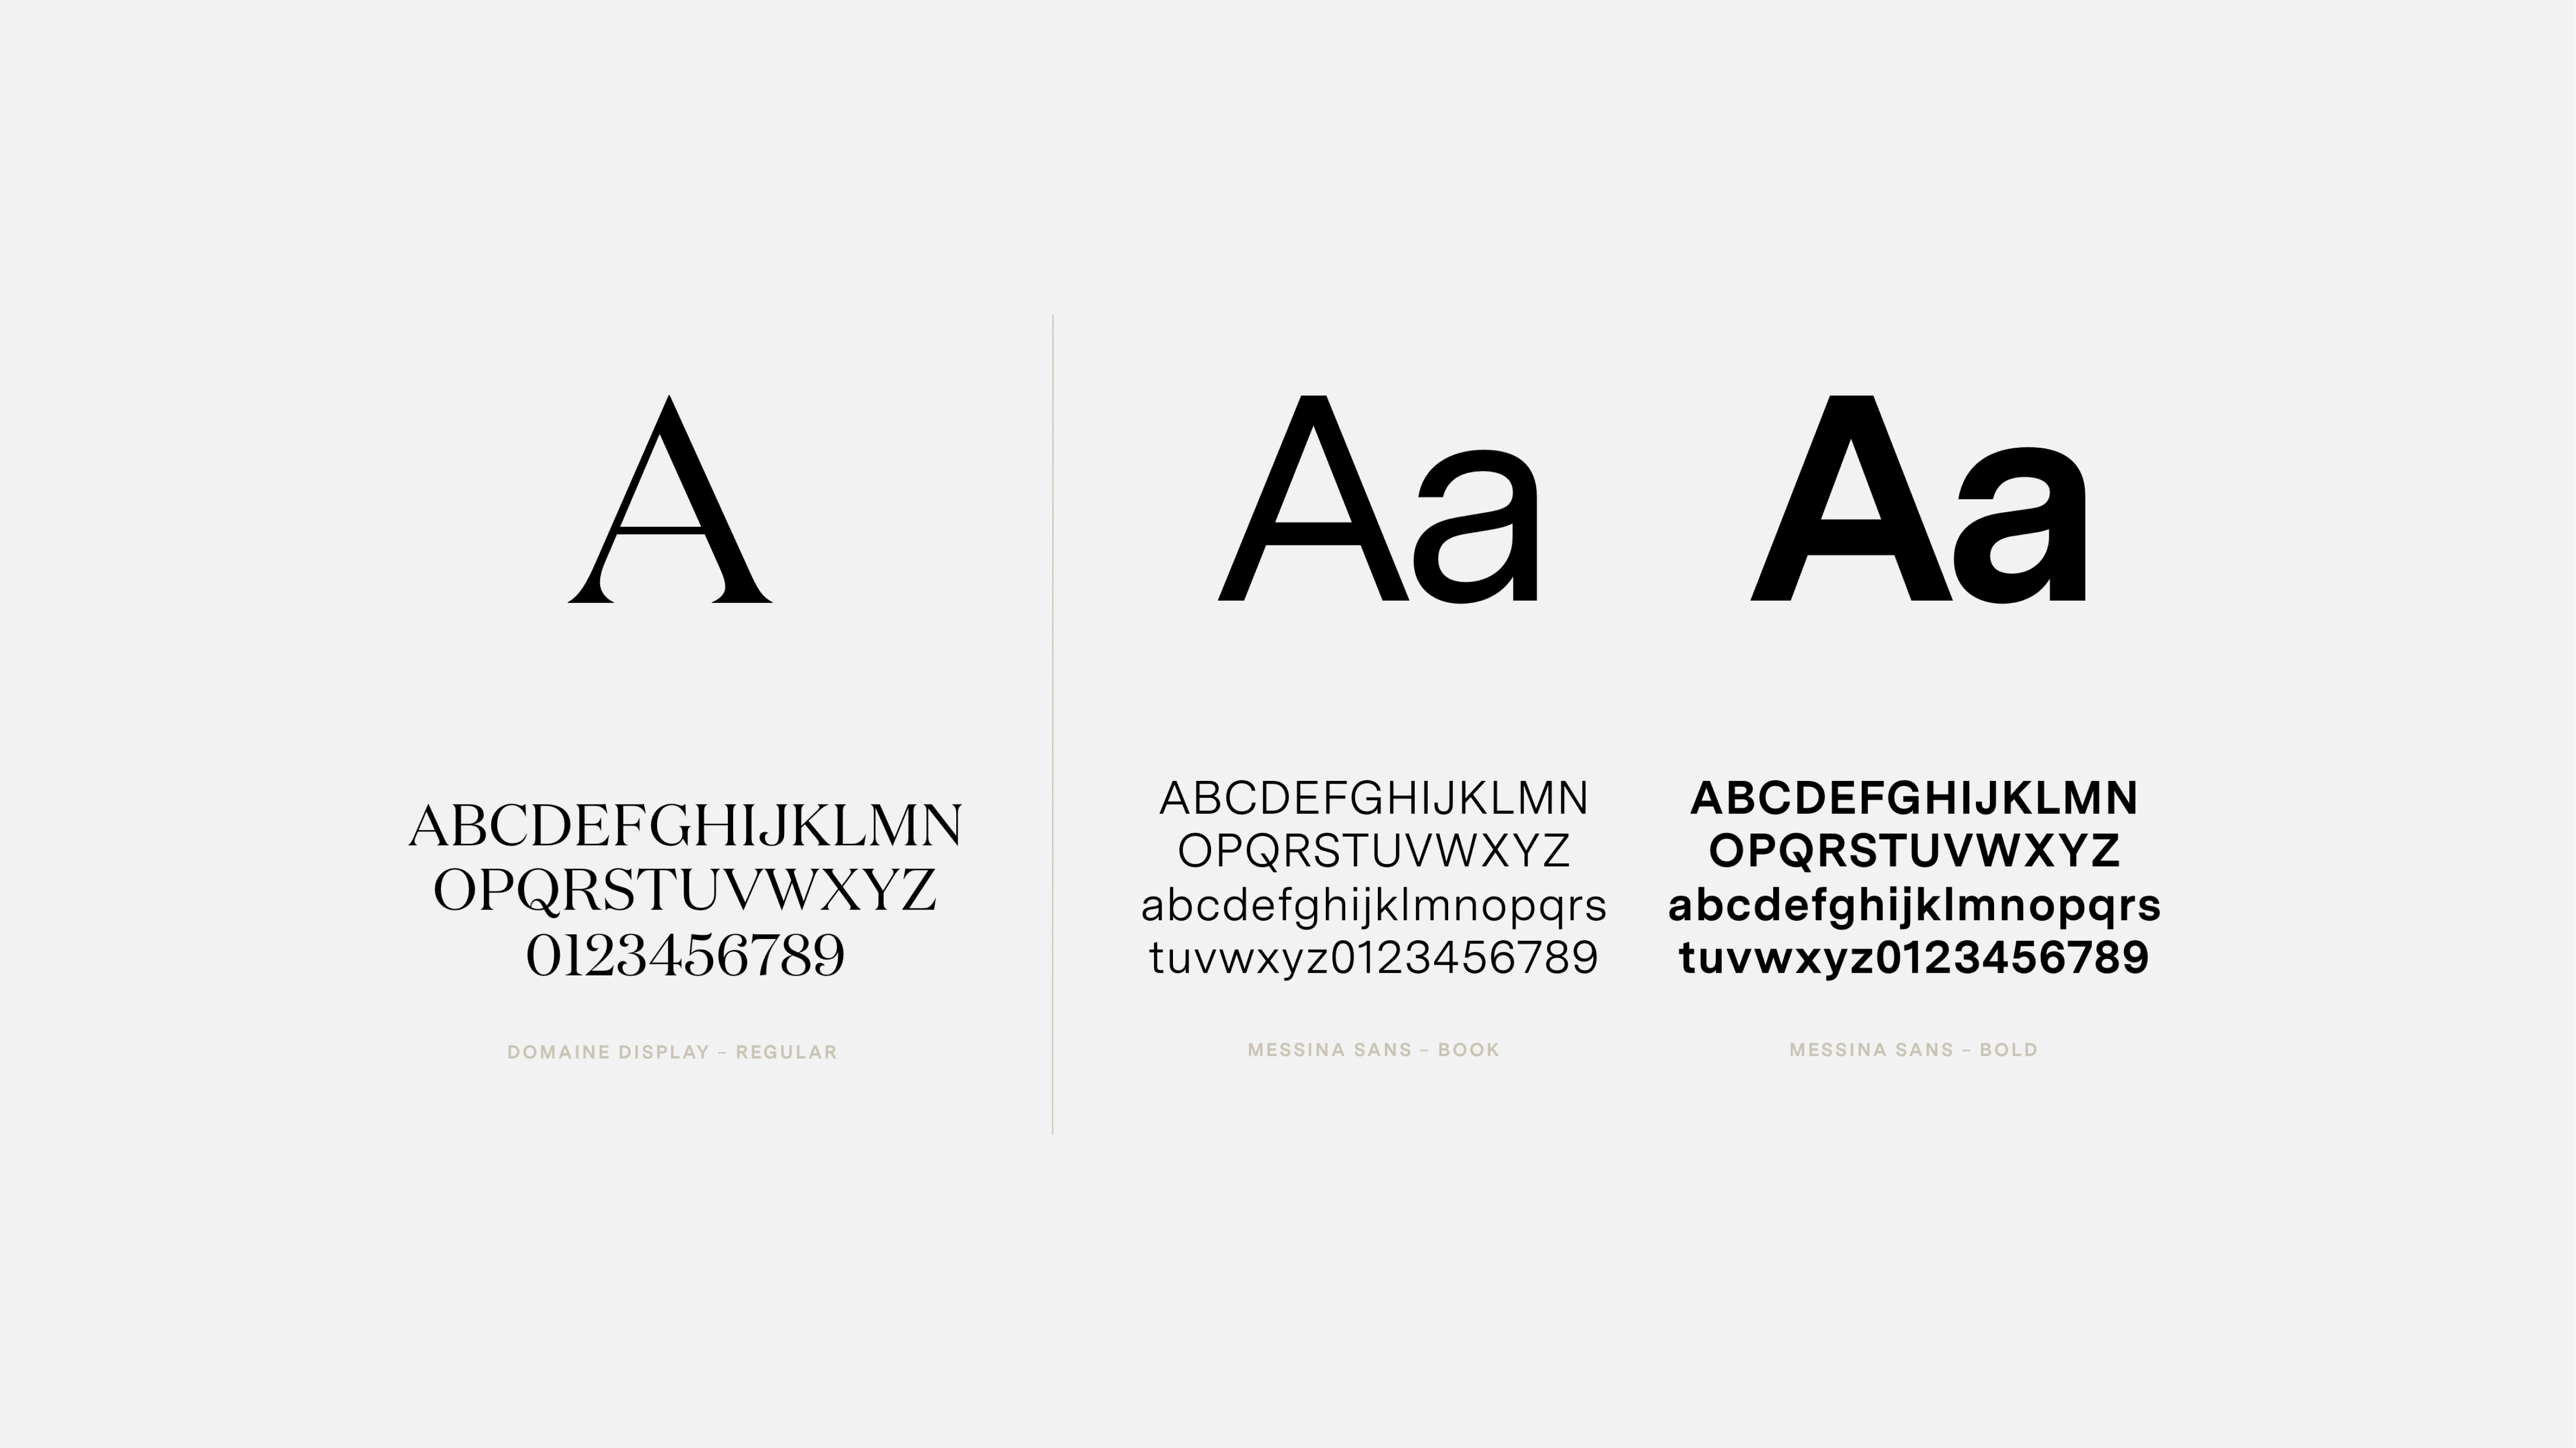 A
ABCDEFGHIJKLMN
OPQRSTUVWXYZ
0123456789
DOMAINE DISPLAY – REGULAR
Aa
ABCDEFGHIJKLMN
OPQRSTUVWXYZ
abcdefghijklmnopqrs
tuvwxyz0123456789
MESSINA SANS – BOOK
Aa
ABCDEFGHIJKLMN
OPQRSTUVWXYZ
abcdefghijklmnopqrs
tuvwxyz0123456789
MESSINA SANS – BOLD